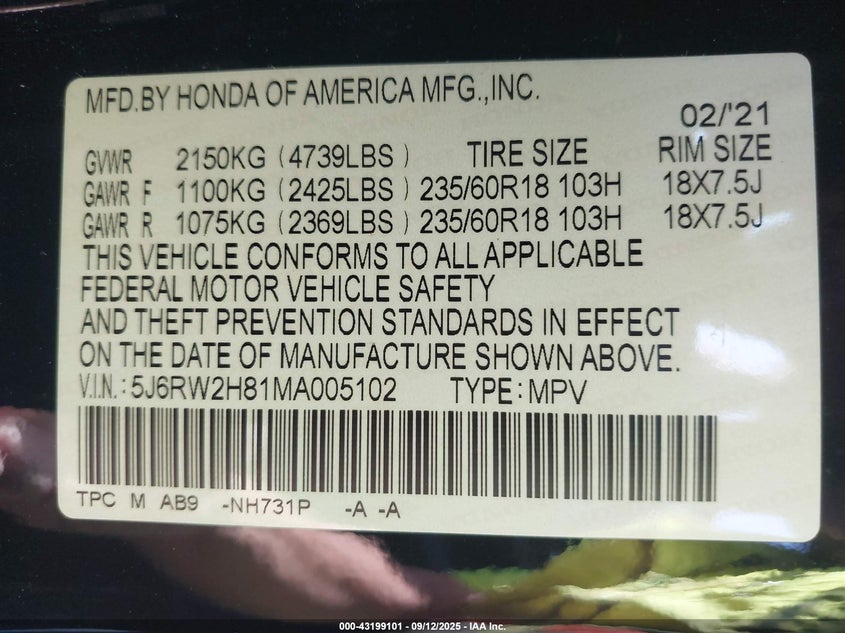 MFD.BY HONDA OF AMERICA MFG.,INC.
02/'21
GVWR 2150KG (4739LBS) TIRE SIZE RIM SIZE
GAWR F 1100KG (2425LBS) 235/60R18 103H 18X7.5J
GAWR R 1075KG (2369LBS) 235/60R18 103H 18X7.5J
THIS VEHICLE CONFORMS TO ALL APPLICABLE
FEDERAL MOTOR VEHICLE SAFETY
AND THEFT PREVENTION STANDARDS IN EFFECT
ON THE DATE OF MANUFACTURE SHOWN ABOVE.
V.I.N.: 5J6RW2H81MA005102 TYPE: MPV
TPC M AB9 -NH731P -A -A
000-43199101 - 09/12/2025 - IAA Inc.